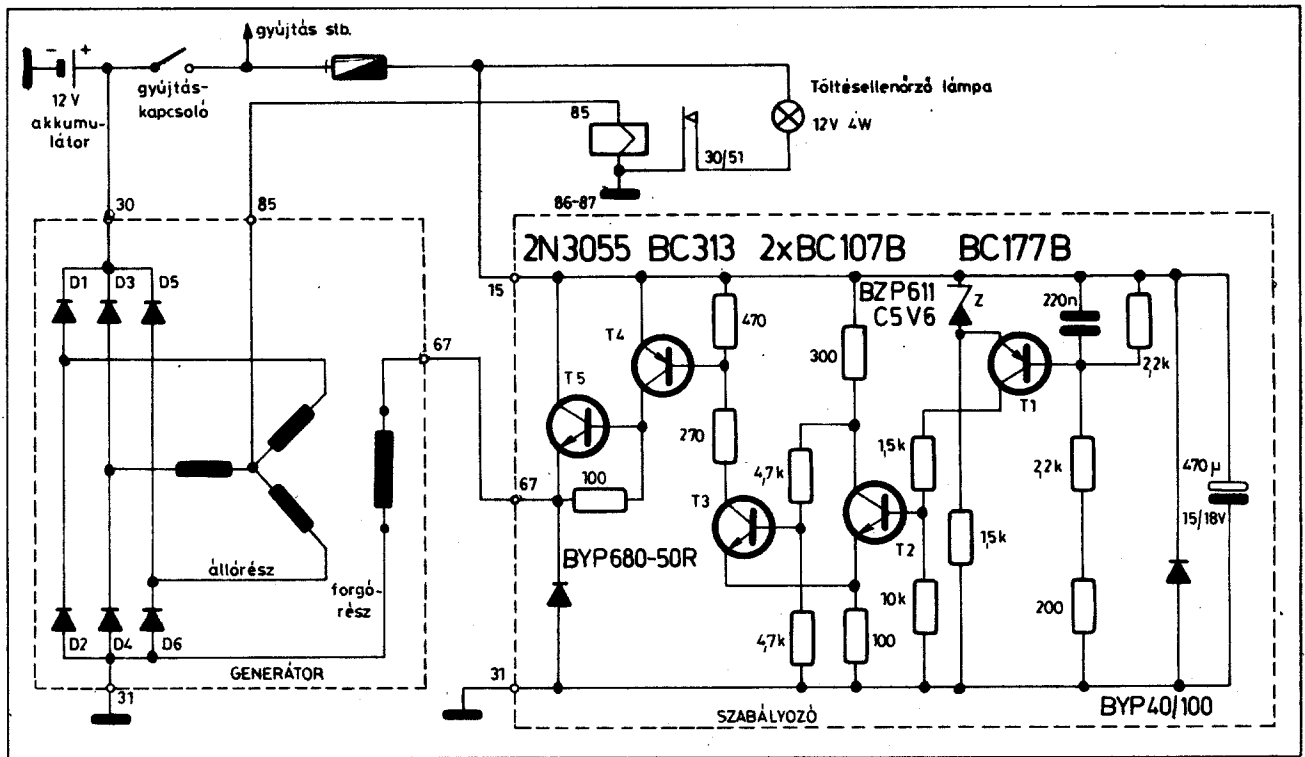 gyújtás stb.
- +
12 V
akkumu-
látor
gyújtás-
kapcsoló
85
30/51
86-87
Töltésellenőrző lámpa
12V 4W
30
85
D1
D3
D5
67
állórész
forgó-
rész
D2
D4
D6
GENERÁTOR
31
2N3055 BC313 2xBC107B BC177B
15
BZP611
C5V6
Z
220n
2,2k
T4
470
300
T1
T5
270
4,7k
1,5k
2,2k
470 µ
15/18V
67
100
T3
T2
1,5k
BYP680-50R
4,7k
100
10k
200
31
SZABÁLYOZÓ
BYP40/100